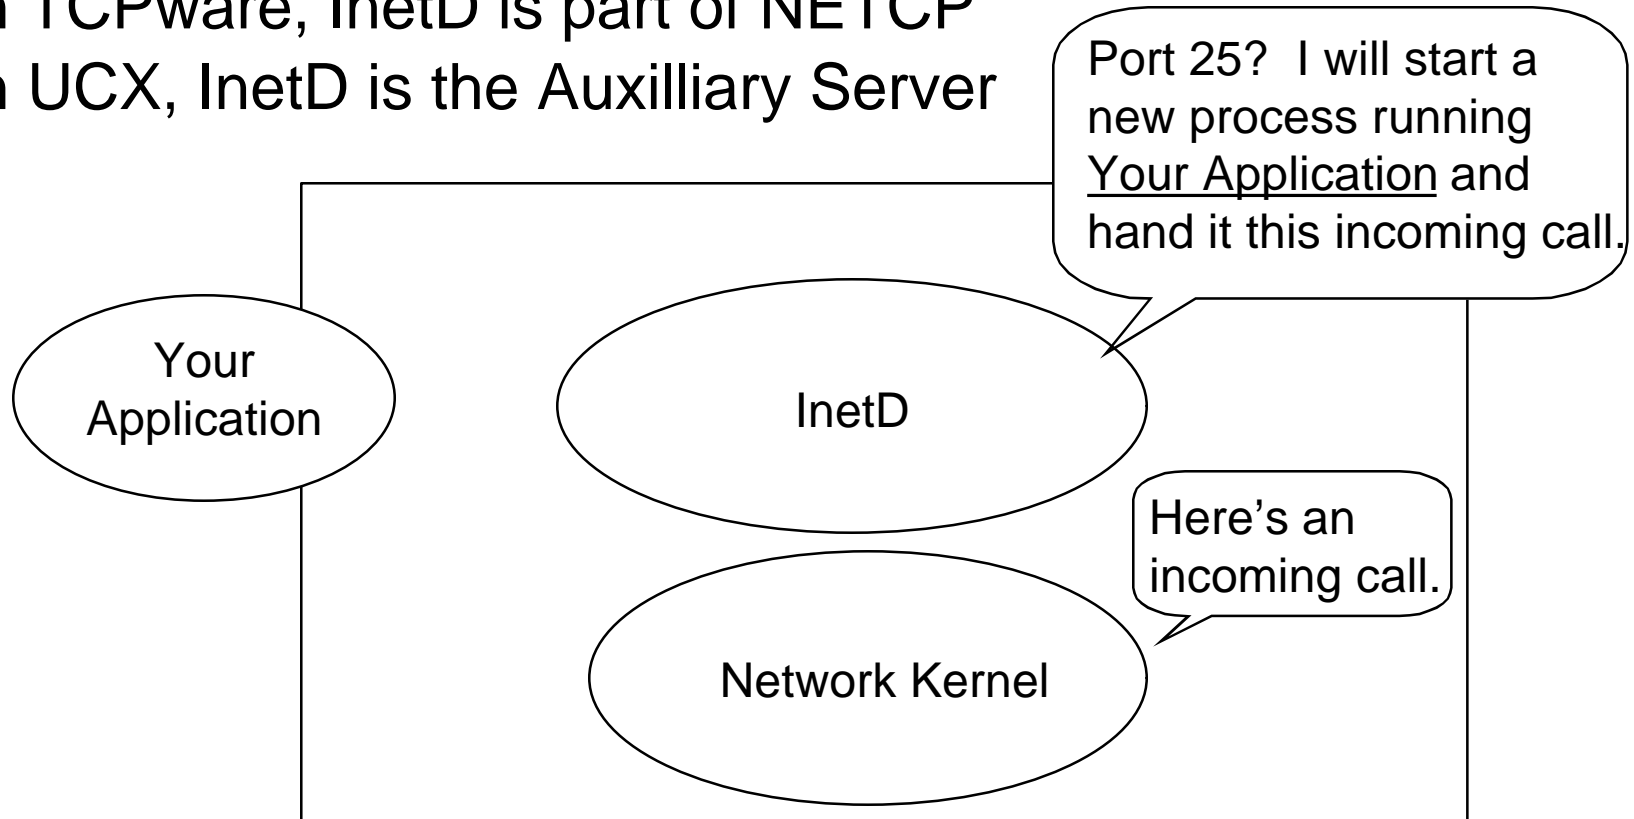 TCPware, InetD is part of NETCP
UCX, InetD is the Auxilliary Server
Port 25? I will start a
new process running
Your Application and
hand it this incoming call.
Your
Application
InetD
Here’s an
incoming call.
Network Kernel